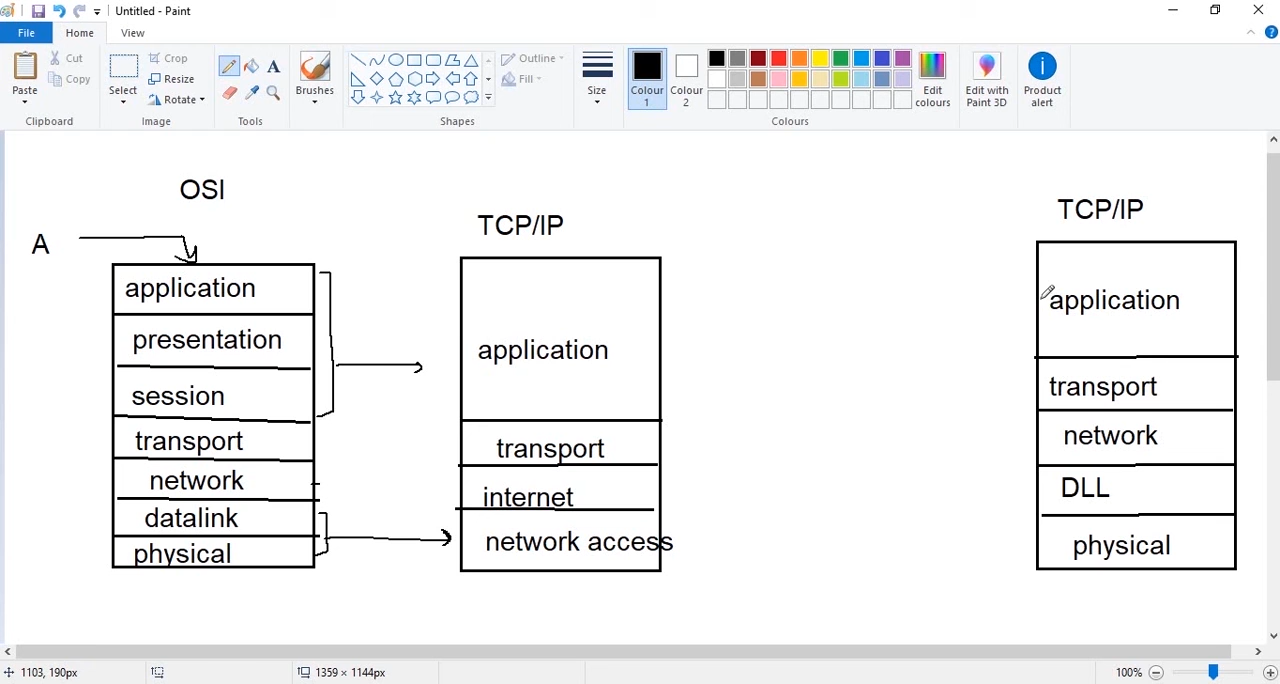 Untitled - Paint
File
Home
View
Paste
Cut
Copy
Clipboard
Select
Crop
Resize
Rotate
Image
A
Tools
Brushes
Shapes
Outline
Fill
Size
Colour 1
Colour 2
Edit colours
Colours
Edit with Paint 3D
Product alert
OSI
A
application
presentation
session
transport
network
datalink
physical
TCP/IP
application
transport
internet
network access
TCP/IP
application
transport
network
DLL
physical
1103, 190px
1359 × 1144px
100%